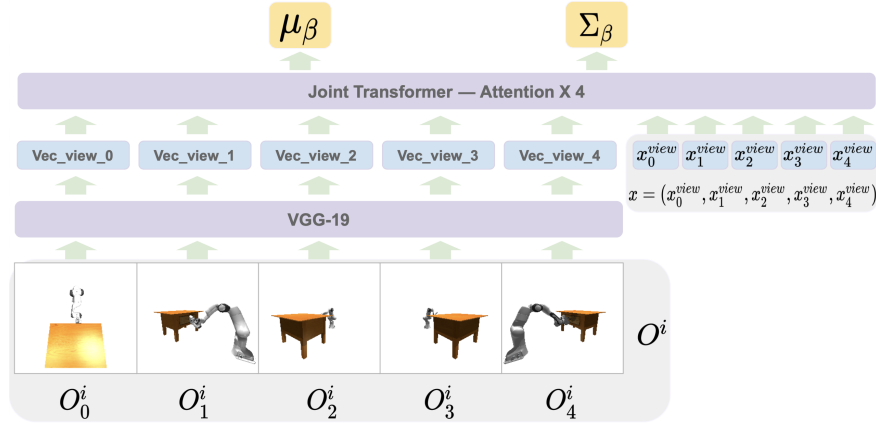 μ_β Σ_β
Joint Transformer — Attention X 4
Vec_view_0 Vec_view_1 Vec_view_2 Vec_view_3 Vec_view_4 x_0^{view} x_1^{view} x_2^{view} x_3^{view} x_4^{view}
x = (x_0^{view}, x_1^{view}, x_2^{view}, x_3^{view}, x_4^{view})
VGG-19
O^i
O_0^i O_1^i O_2^i O_3^i O_4^i